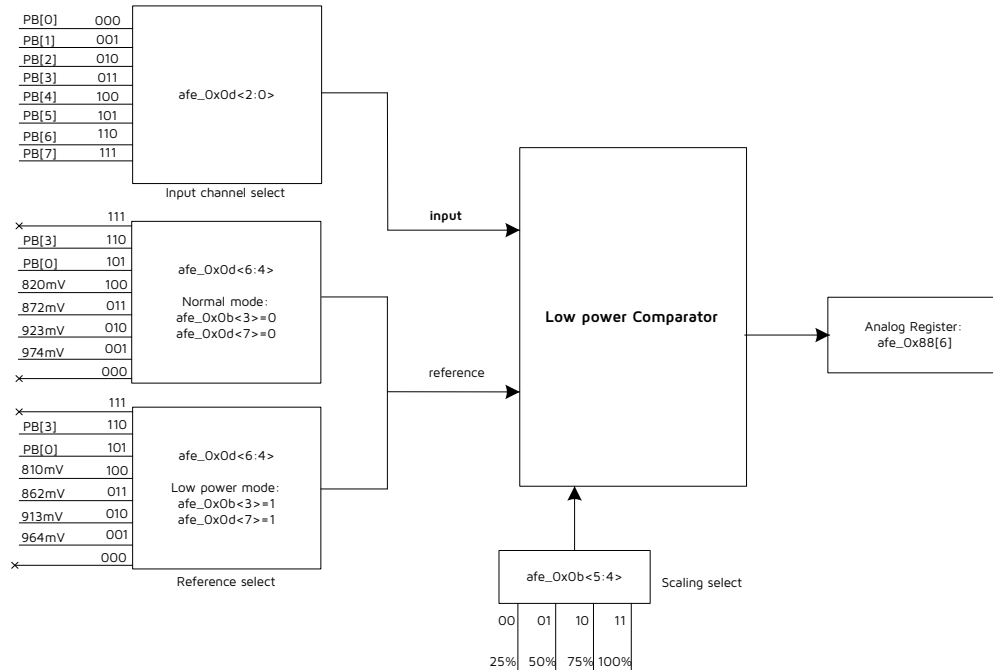 PB[0] 000
PB[1] 001
PB[2] 010
PB[3] 011
PB[4] 100
PB[5] 101
PB[6] 110
PB[7] 111
afe_0x0d<2:0>
Input channel select
111
PB[3] 110
PB[0] 101
820mV 100
872mV 011
923mV 010
974mV 001
000
afe_0x0d<6:4>
Normal mode:
afe_0x0b<3>=0
afe_0x0d<7>=0
111
PB[3] 110
PB[0] 101
810mV 100
862mV 011
913mV 010
964mV 001
000
afe_0x0d<6:4>
Low power mode:
afe_0x0b<3>=1
afe_0x0d<7>=1
Reference select
input
reference
Low power Comparator
Analog Register:
afe_0x88[6]
afe_0x0b<5:4>
Scaling select
00 01 10 11
25% 50% 75% 100%